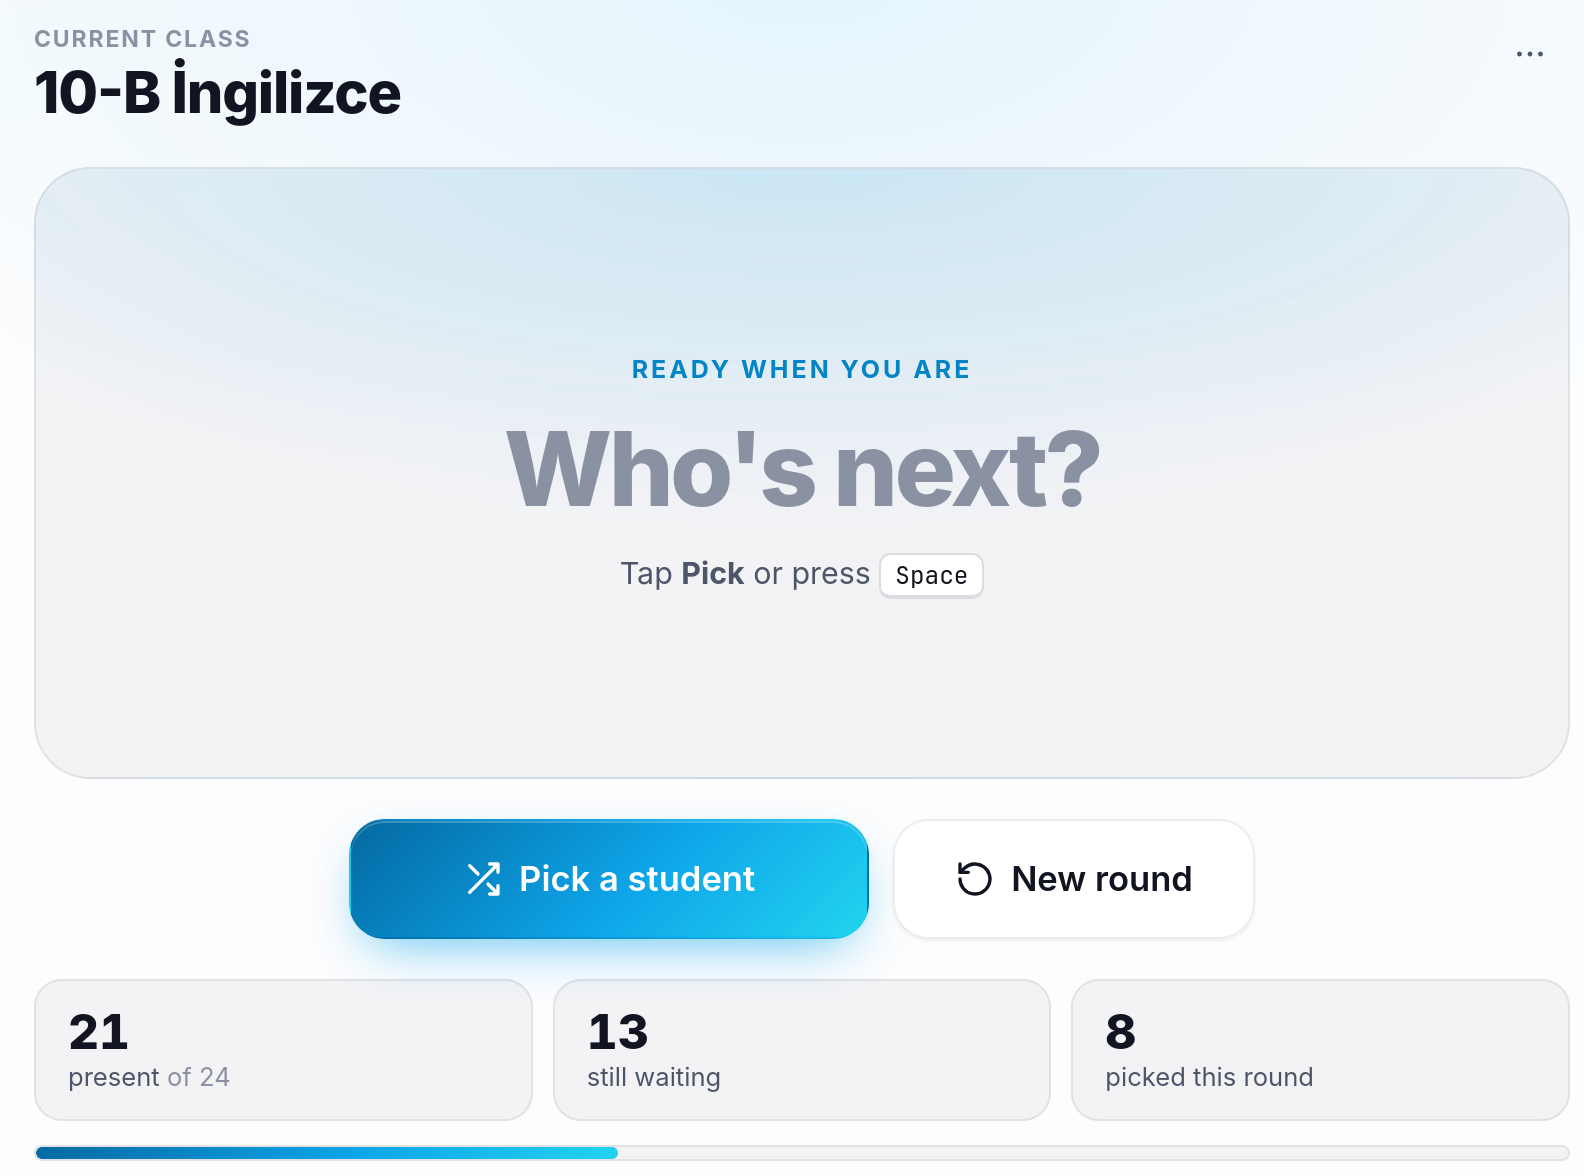 CURRENT CLASS
10-B İngilizce
READY WHEN YOU ARE
Who's next?
Tap Pick or press Space
Pick a student
New round
21
present of 24
13
still waiting
8
picked this round